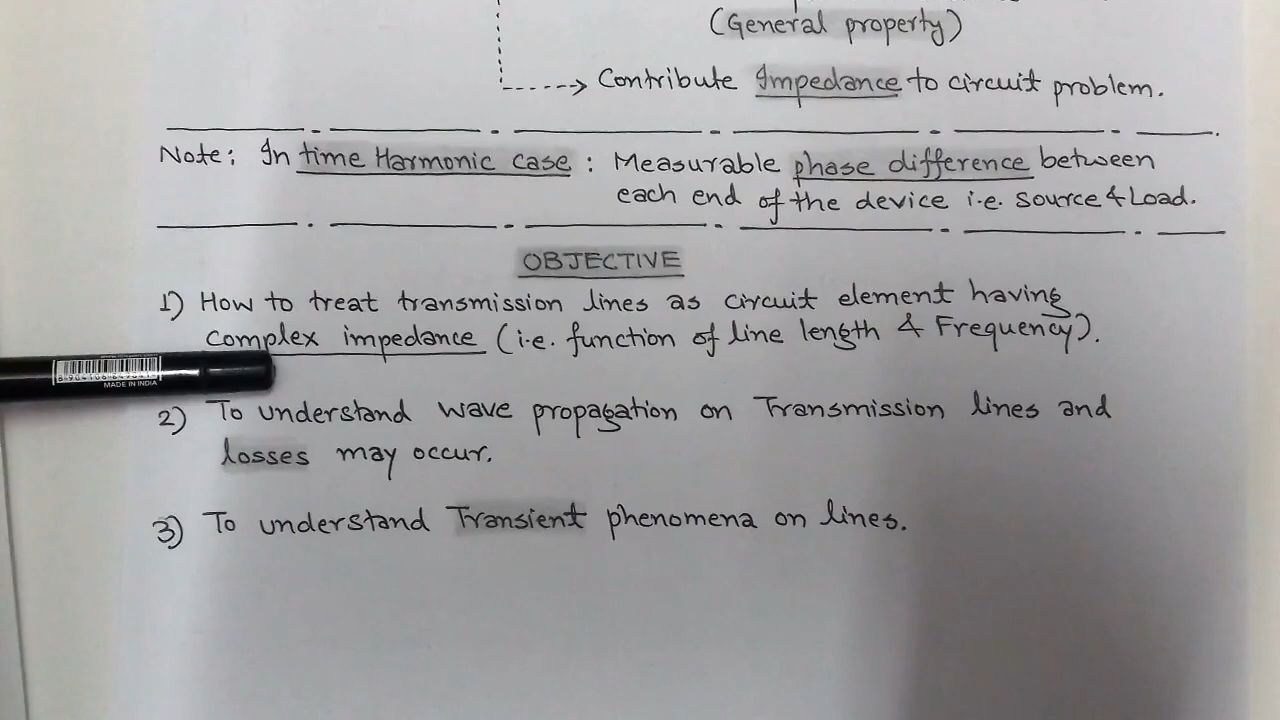 (General property)
Contribute Impedance to circuit problem.
Note: In time Harmonic case : Measurable phase difference between
each end of the device i.e. source & Load.
OBJECTIVE
1) How to treat transmission lines as circuit element having
complex impedance (i.e. function of line length & Frequency).
MADE IN INDIA
2) To understand wave propagation on Transmission lines and
losses may occur.
3) To understand Transient phenomena on lines.